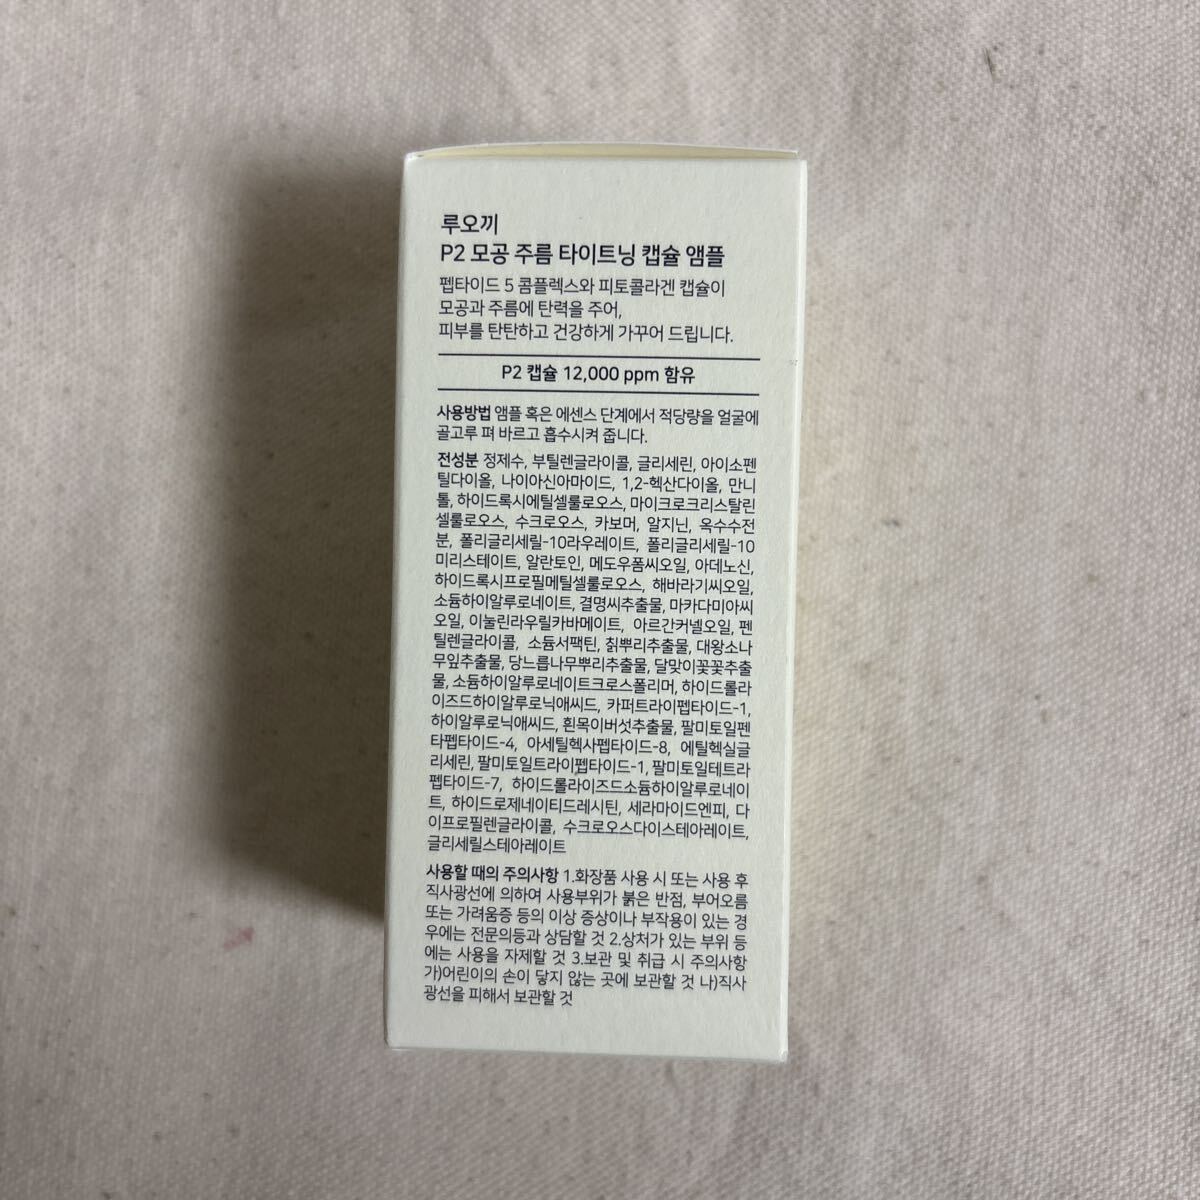 루오끼
P2 모공 주름 타이트닝 캡슐 앰플
펩타이드 5 콤플렉스와 피토콜라겐 캡슐이
모공과 주름에 탄력을 주어,
피부를 탄탄하고 건강하게 가꾸어 드립니다.
P2 캡슐 12,000 ppm 함유
사용방법 앰플 혹은 에센스 단계에서 적당량을 얼굴에
골고루 펴 바르고 흡수시켜 줍니다.
전성분 정제수, 부틸렌글라이콜, 글리세린, 아이소펜
틸다이올, 나이아신아마이드, 1,2-헥산다이올, 만니
톨, 하이드록시에틸셀룰로오스, 마이크로크리스탈린
셀룰로오스, 수크로오스, 카보머, 알지닌, 옥수수전
분, 폴리글리세릴-10라우레이트, 폴리글리세릴-10
미리스테이트, 알란토인, 메도우폼씨오일, 아데노신,
하이드록시프로필메틸셀룰로오스, 해바라기씨오일,
소듐하이알루로네이트, 결명씨추출물, 마카다미아씨
오일, 이눌린라우릴카바메이트, 아르간커넬오일, 펜
틸렌글라이콜, 소듐서팩틴, 칡뿌리추출물, 대왕소나
무잎추출물, 당느릅나무뿌리추출물, 달맞이꽃꽃추출
물, 소듐하이알루로네이트크로스폴리머, 하이드롤라
이즈드하이알루로닉애씨드, 카퍼트라이펩타이드-1,
하이알루로닉애씨드, 흰목이버섯추출물, 팔미토일펜
타펩타이드-4, 아세틸헥사펩타이드-8, 에틸헥실글
리세린, 팔미토일트라이펩타이드-1, 팔미토일테트라
펩타이드-7, 하이드롤라이즈드소듐하이알루로네이
트, 하이드로제네이티드레시틴, 세라마이드엔피, 다
이프로필렌글라이콜, 수크로오스다이스테아레이트,
글리세릴스테아레이트
사용할 때의 주의사항 1.화장품 사용 시 또는 사용 후
직사광선에 의하여 사용부위가 붉은 반점, 부어오름
또는 가려움증 등의 이상 증상이나 부작용이 있는 경
우에는 전문의등과 상담할 것 2.상처가 있는 부위 등
에는 사용을 자제할 것 3.보관 및 취급 시 주의사항
가)어린이의 손이 닿지 않는 곳에 보관할 것 나)직사
광선을 피해서 보관할 것